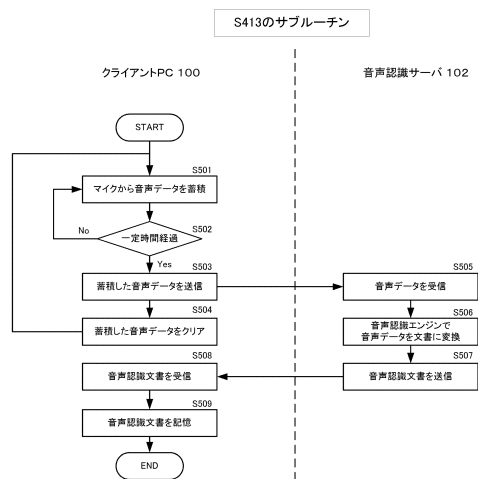 S413のサブルーチン
クライアントPC 100
音声認識サーバ 102
START
S501
マイクから音声データを蓄積
S502
一定時間経過
No
Yes
S503
蓄積した音声データを送信
S504
蓄積した音声データをクリア
S505
音声データを受信
S506
音声認識エンジンで
音声データを文書に変換
S507
音声認識文書を送信
S508
音声認識文書を受信
S509
音声認識文書を記憶
END